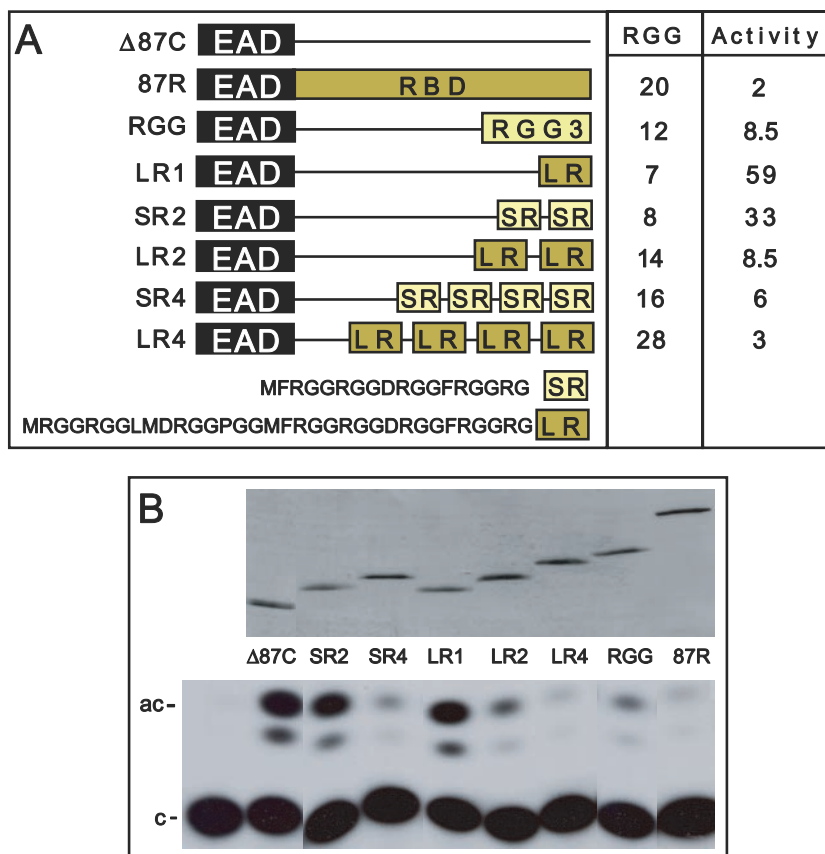 A
RGG Activity
Δ87C EAD
87R EAD RBD 20 2
RGG EAD RGG3 12 8.5
LR1 EAD LR 7 59
SR2 EAD SR SR 8 33
LR2 EAD LR LR 14 8.5
SR4 EAD SR SR SR SR 16 6
LR4 EAD LR LR LR LR 28 3
MFRGGRGGDRGGFRGGRG SR
MRGGRGGLMDRGGPGGMFRGGRGGDRGGFRGGRG LR
B
Δ87C SR2 SR4 LR1 LR2 LR4 RGG 87R
ac-
c-